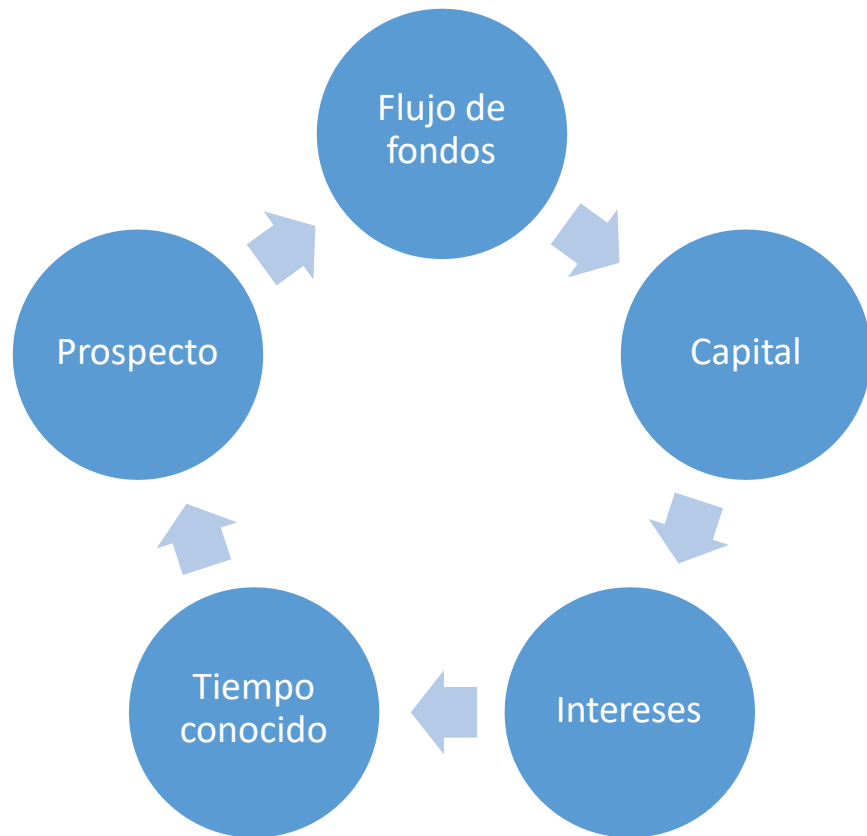 Flujo de
fondos
Capital
Intereses
Tiempo
conocido
Prospecto